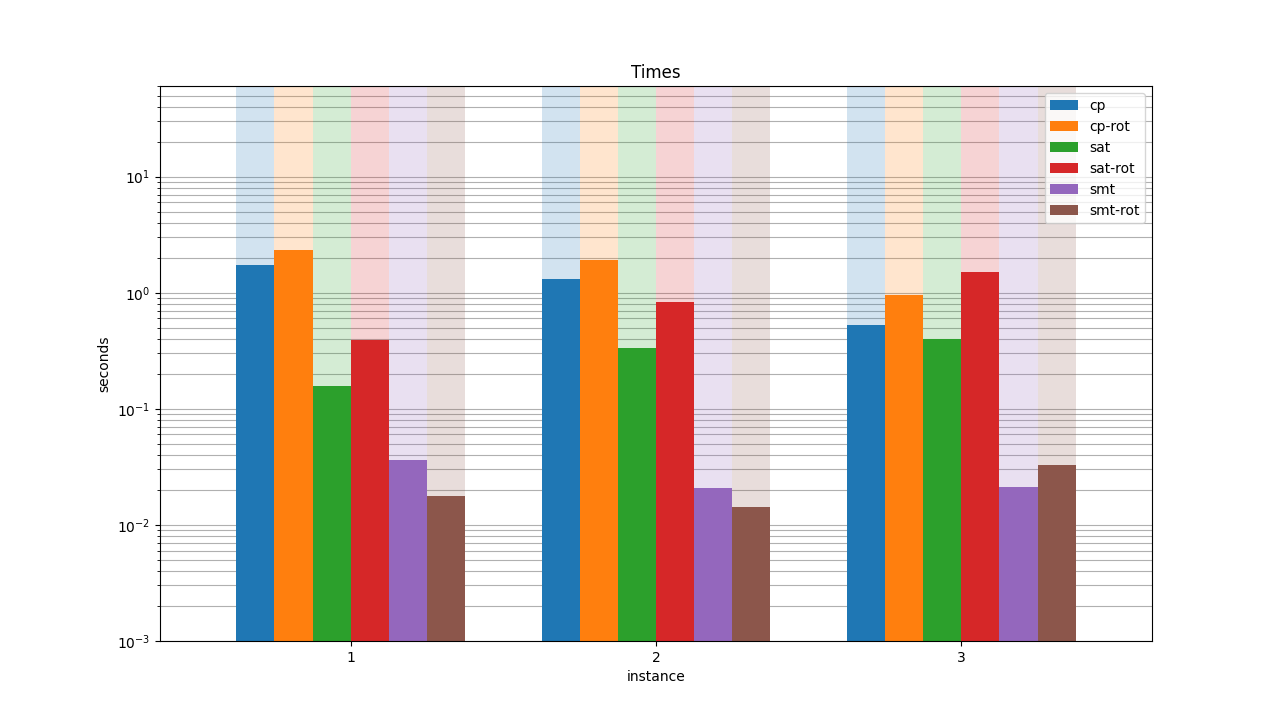 Times
seconds
10¹
10⁰
10⁻¹
10⁻²
10⁻³
cp
cp-rot
sat
sat-rot
smt
smt-rot
1 2 3
instance